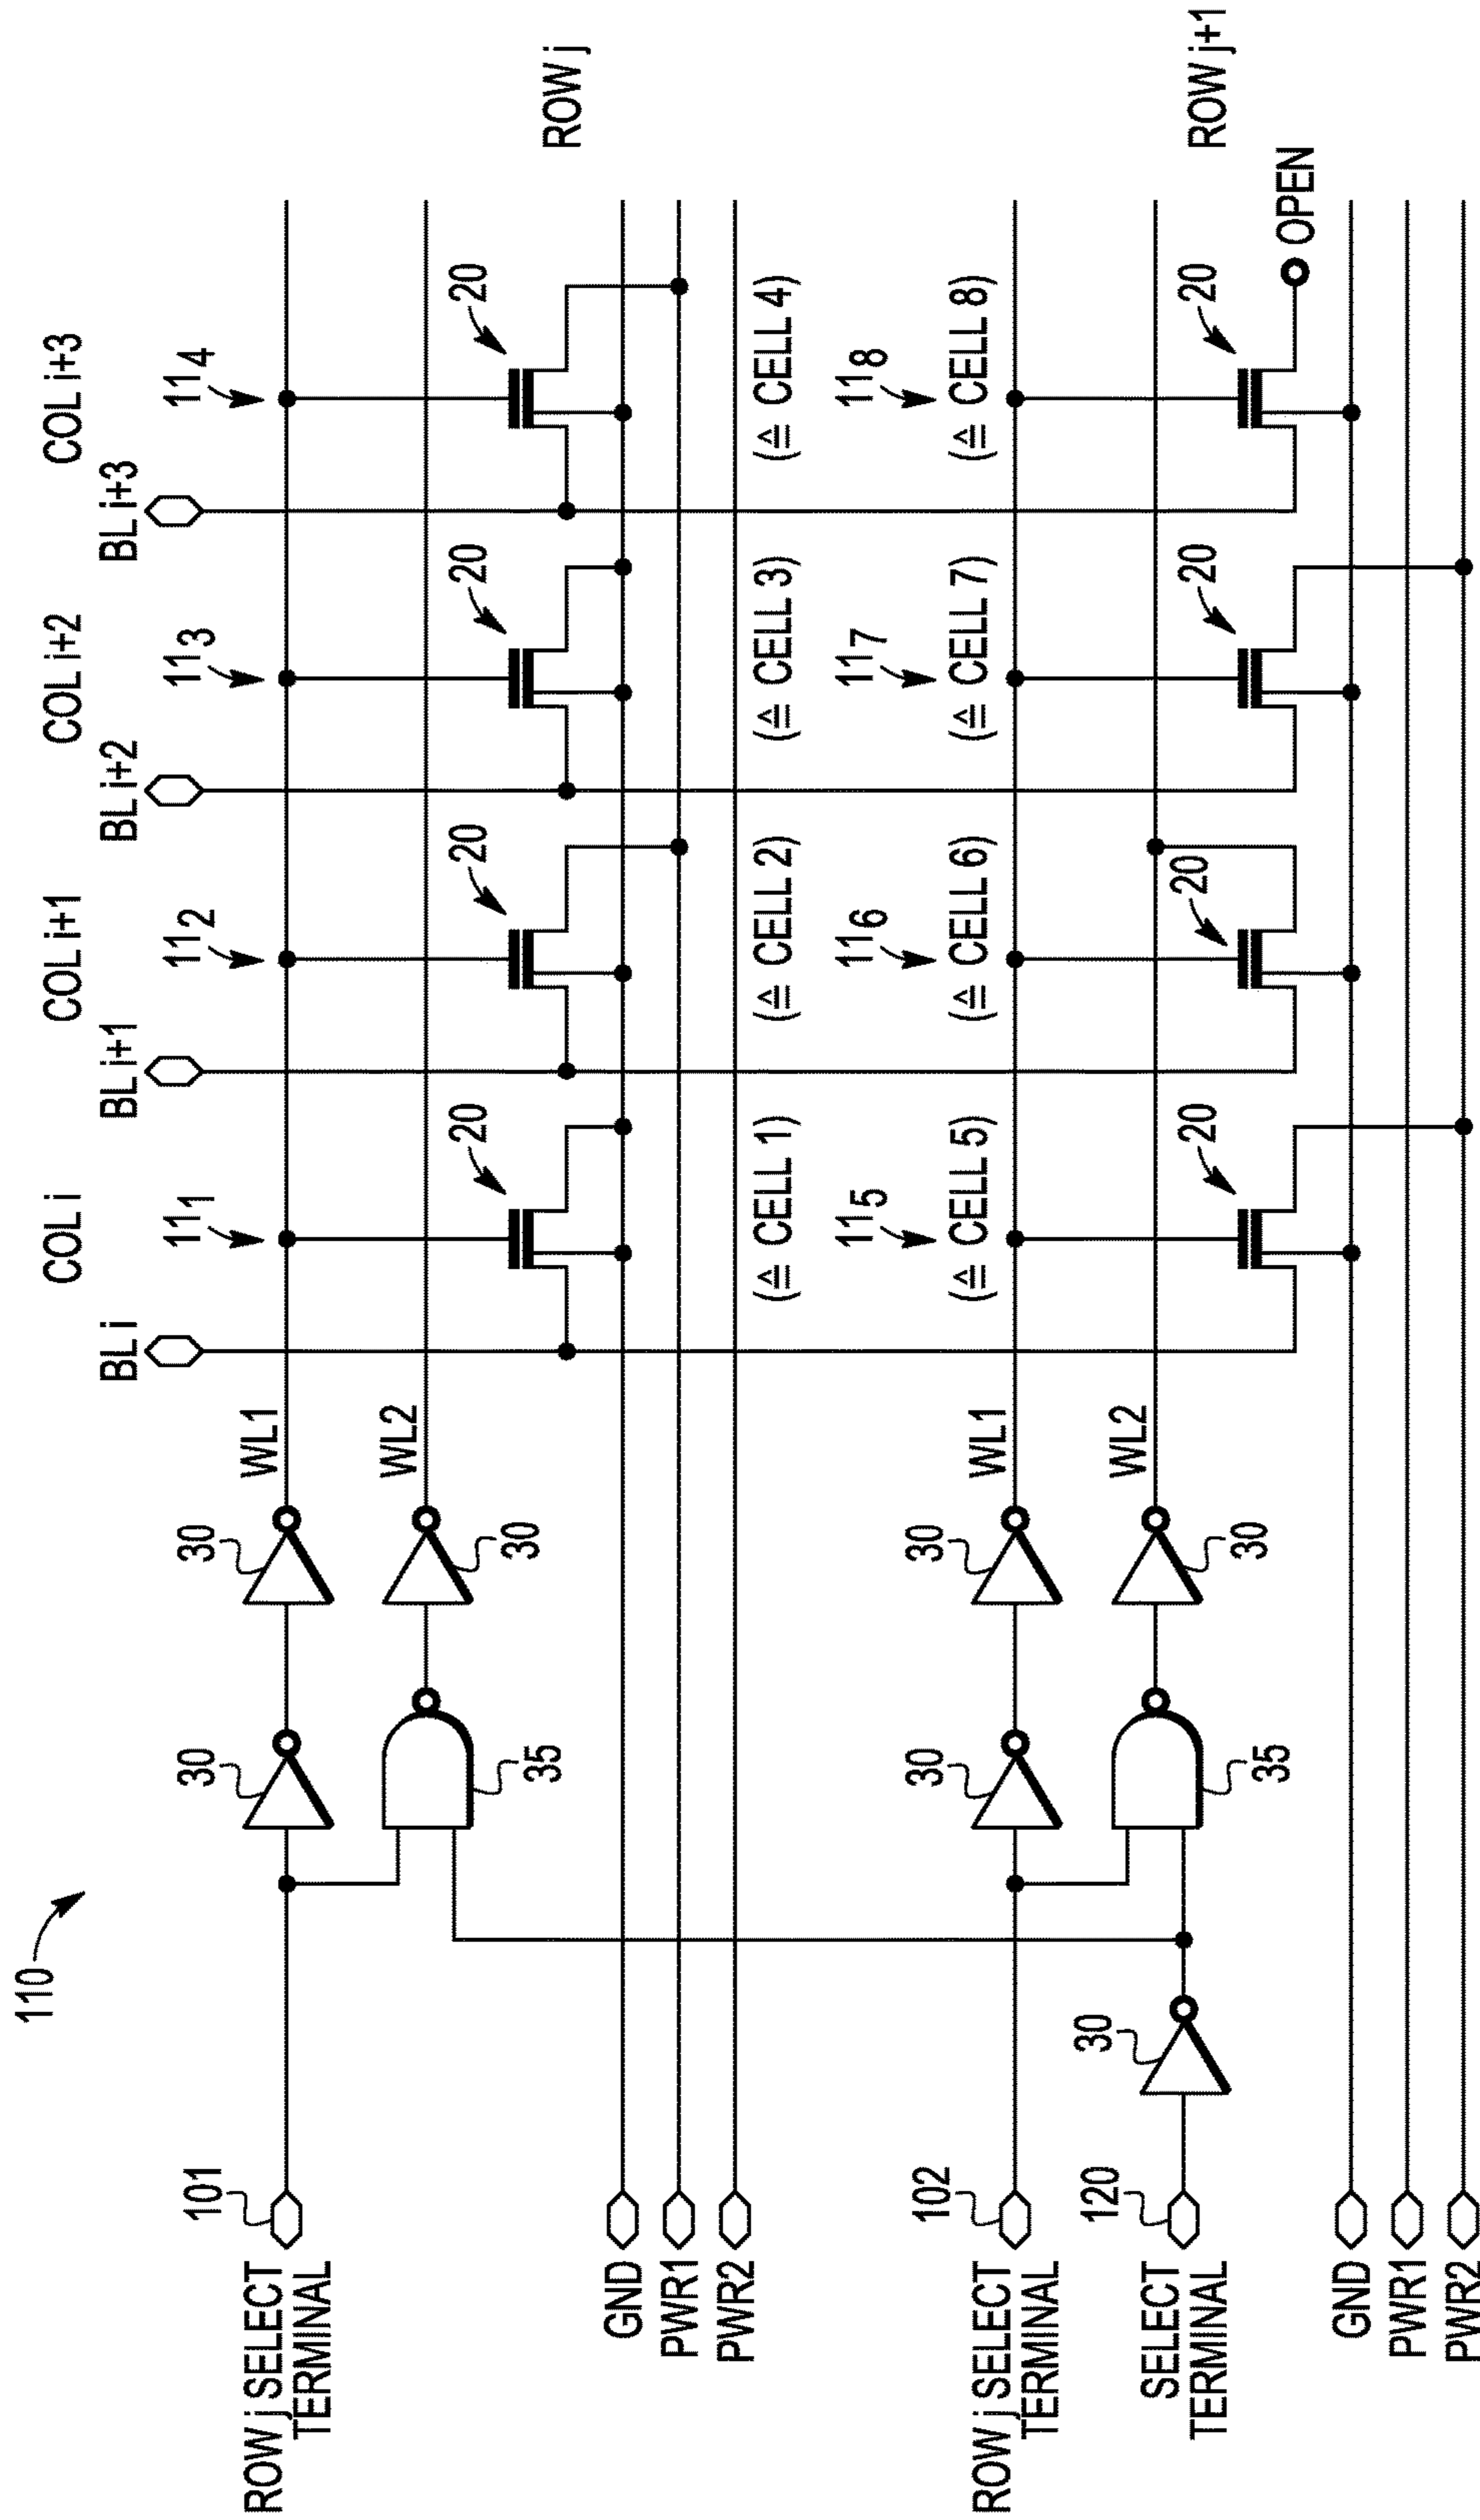 110
COL i
COL i+1
COL i+2
COL i+3
BL i
BL i+1
BL i+2
BL i+3
11₁
11₂
11₃
11₄
101
30
30
WL1
ROW j SELECT
TERMINAL
30
WL2
35
20
20
20
20
ROW j
GND
PWR1
PWR2
(≙ CELL 1)
(≙ CELL 2)
(≙ CELL 3)
(≙ CELL 4)
11₅
11₆
11₇
11₈
(≙ CELL 5)
(≙ CELL 6)
(≙ CELL 7)
(≙ CELL 8)
102
30
30
WL1
ROW j SELECT
TERMINAL
120
30
WL2
30
35
SELECT
TERMINAL
20
20
20
20
ROW j+1
OPEN
GND
PWR1
PWR2